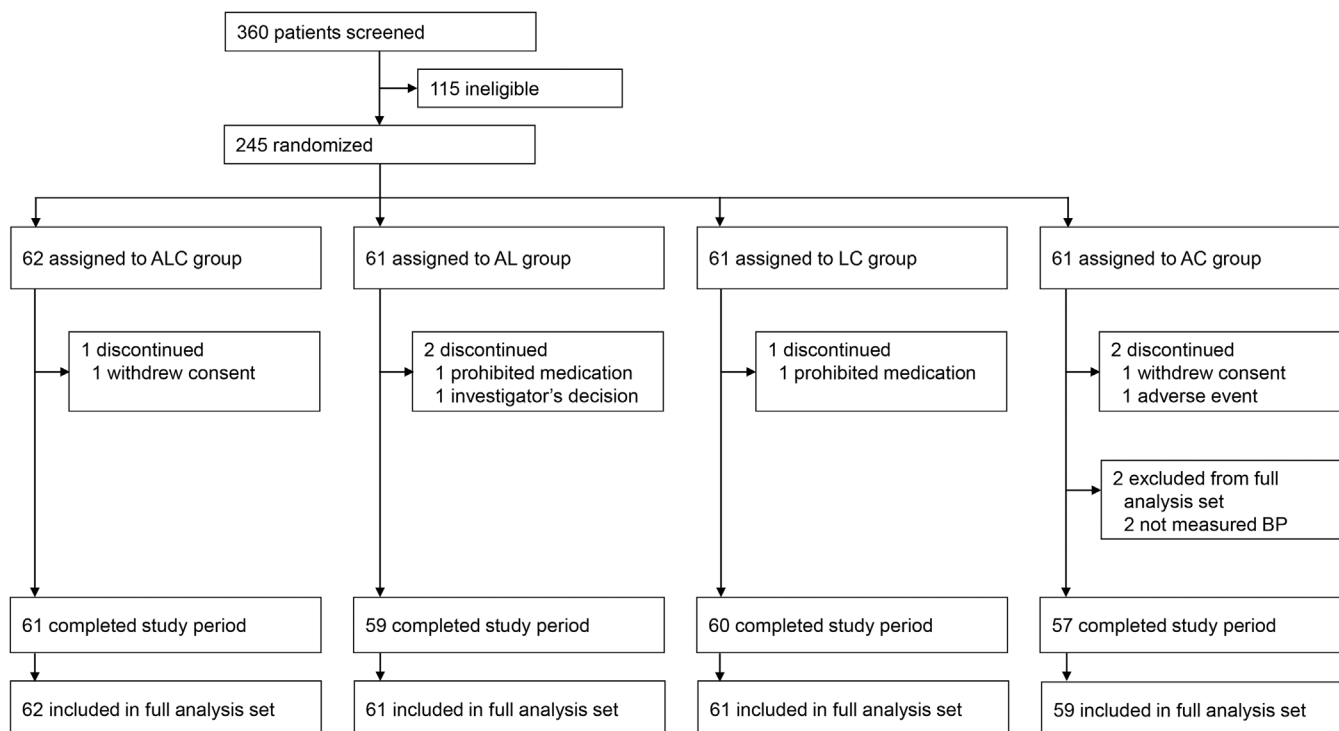 360 patients screened
115 ineligible
245 randomized
62 assigned to ALC group
61 assigned to AL group
61 assigned to LC group
61 assigned to AC group
1 discontinued
1 withdrew consent
2 discontinued
1 prohibited medication
1 investigator's decision
1 discontinued
1 prohibited medication
2 discontinued
1 withdrew consent
1 adverse event
2 excluded from full
analysis set
2 not measured BP
61 completed study period
59 completed study period
60 completed study period
57 completed study period
62 included in full analysis set
61 included in full analysis set
61 included in full analysis set
59 included in full analysis set